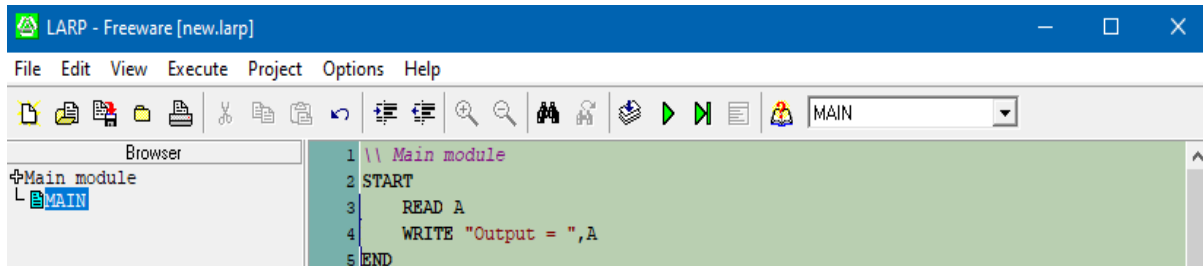 LARP - Freeware [new.larp]
File Edit View Execute Project Options Help
MAIN
Browser
Main module
MAIN
1 \\ Main module
2 START
3 READ A
4 WRITE "Output = ",A
5 END